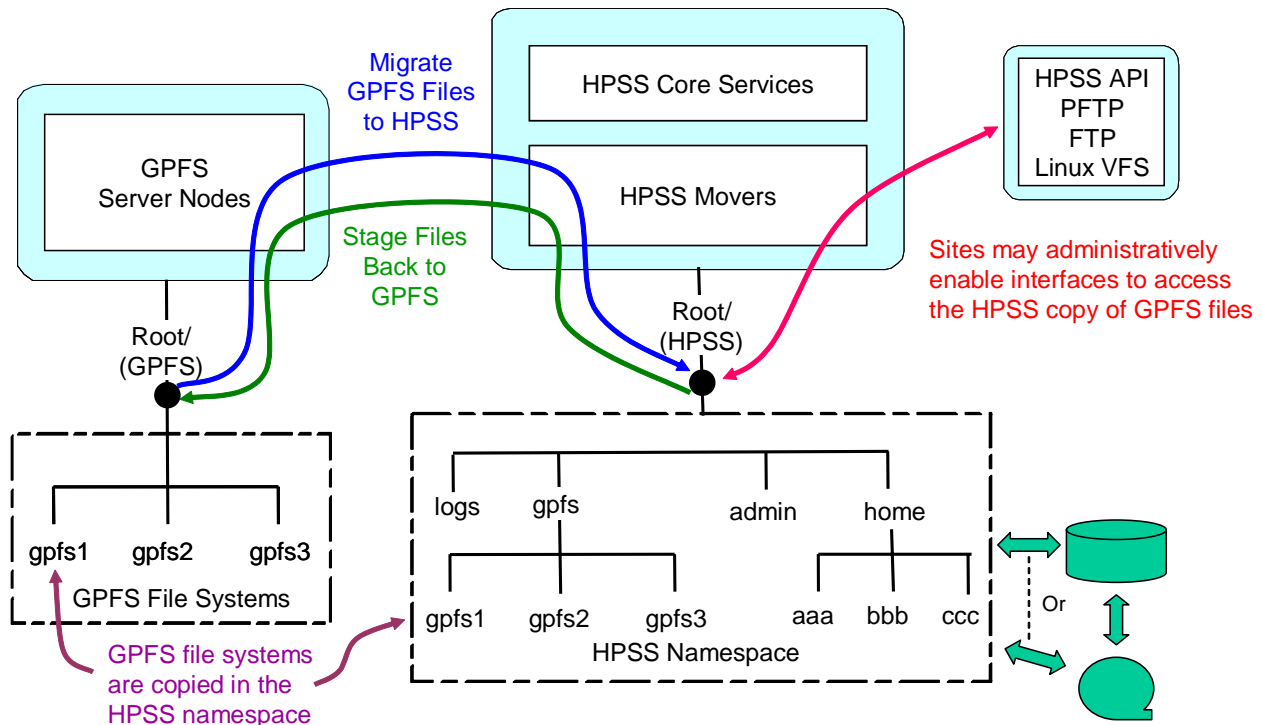 Migrate
GPFS Files
to HPSS
HPSS Core Services
HPSS Movers
HPSS API
PFTP
FTP
Linux VFS
GPFS
Server Nodes
Stage Files
Back to
GPFS
Sites may administratively
enable interfaces to access
the HPSS copy of GPFS files
Root/
(GPFS)
Root/
(HPSS)
logs
gpfs
admin
home
gpfs1
gpfs2
gpfs3
GPFS File Systems
gpfs1
gpfs2
gpfs3
aaa
bbb
ccc
HPSS Namespace
Or
GPFS file systems
are copied in the
HPSS namespace